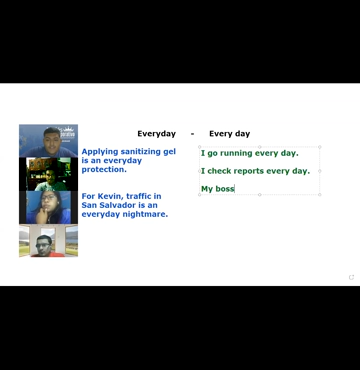 Everyday - Every day
Applying sanitizing gel
is an everyday
protection.
For Kevin, traffic in
San Salvador is an
everyday nightmare.
I go running every day.
I check reports every day.
My boss
17